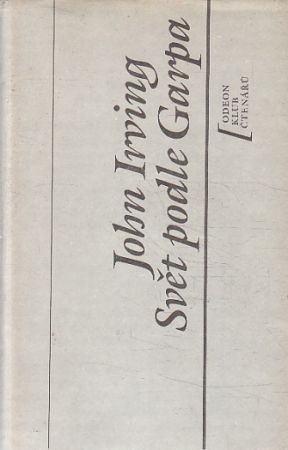 John Irving
Svět podle Garpa
ODEON
KLUB
ČTENÁŘŮ